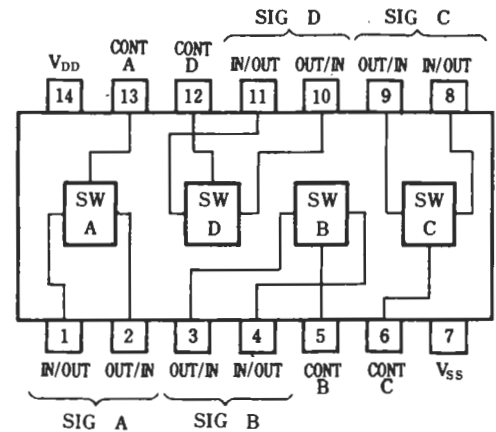 SIG D SIG C
CONT CONT
V_DD A D IN/OUT OUT/IN OUT/IN IN/OUT
14 13 12 11 10 9 8
SW SW SW SW
A D B C
1 2 3 4 5 6 7
IN/OUT OUT/IN OUT/IN IN/OUT CONT CONT V_SS
B C
SIG A SIG B